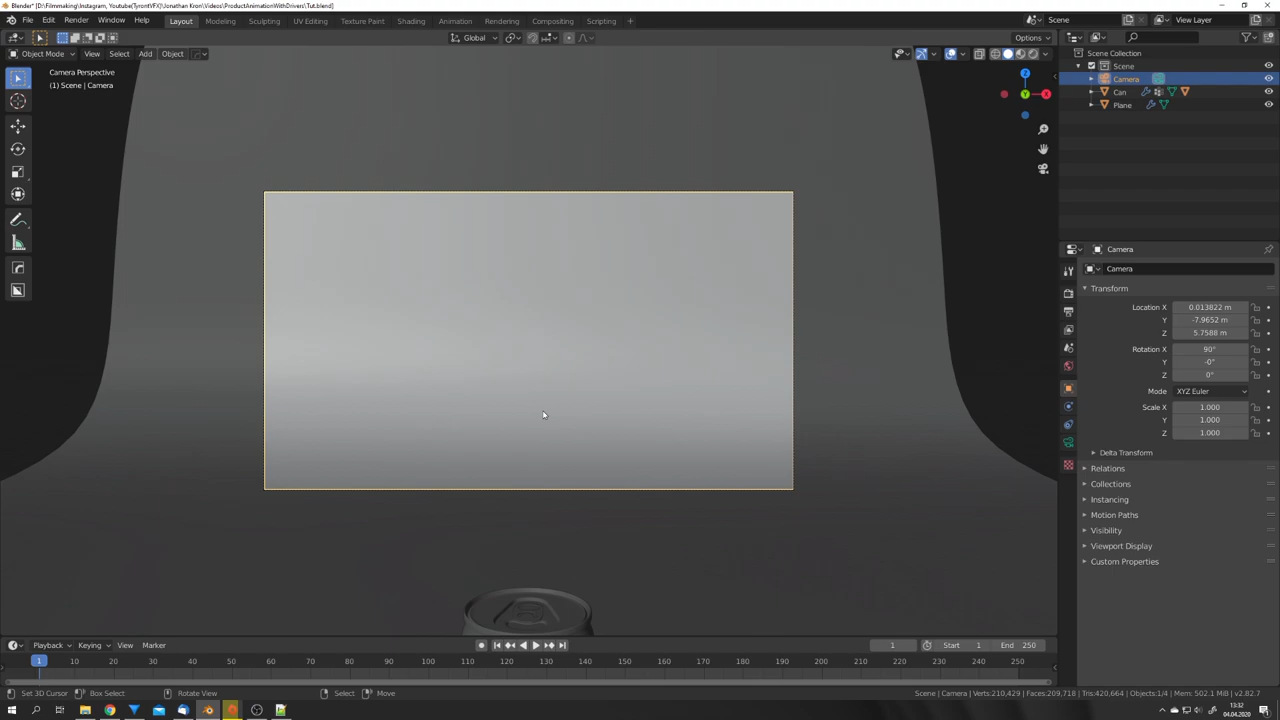 Blender* [D:\Filmmaking\Instagram, Youtube\TyrontVFX\Jonathan Kron\Videos\ProductAnimationWithDrivers\Tut.blend]
File Edit Render Window Help Layout Modeling Sculpting UV Editing Texture Paint Shading Animation Rendering Compositing Scripting Scene View Layer
Global Options
Object Mode View Select Add Object
Camera Perspective
(1) Scene | Camera
Z
Y
X
Scene Collection
Scene
Camera
Can
Plane
Camera
Camera
Transform
Location X 0.013822 m
Y -7.9652 m
Z 5.7588 m
Rotation X 90°
Y -0°
Z 0°
Mode XYZ Euler
Scale X 1.000
Y 1.000
Z 1.000
Delta Transform
Relations
Collections
Instancing
Motion Paths
Visibility
Viewport Display
Custom Properties
Playback Keying View Marker 1 Start 1 End 250
1 10 20 30 40 50 60 70 80 90 100 110 120 130 140 150 160 170 180 190 200 210 220 230 240 250
Set 3D Cursor Box Select Rotate View Select Move Scene | Camera | Verts:210,429 | Faces:209,718 | Tris:420,664 | Objects:1/4 | Mem: 502.1 MiB | v2.82.7
13:32
04.04.2020